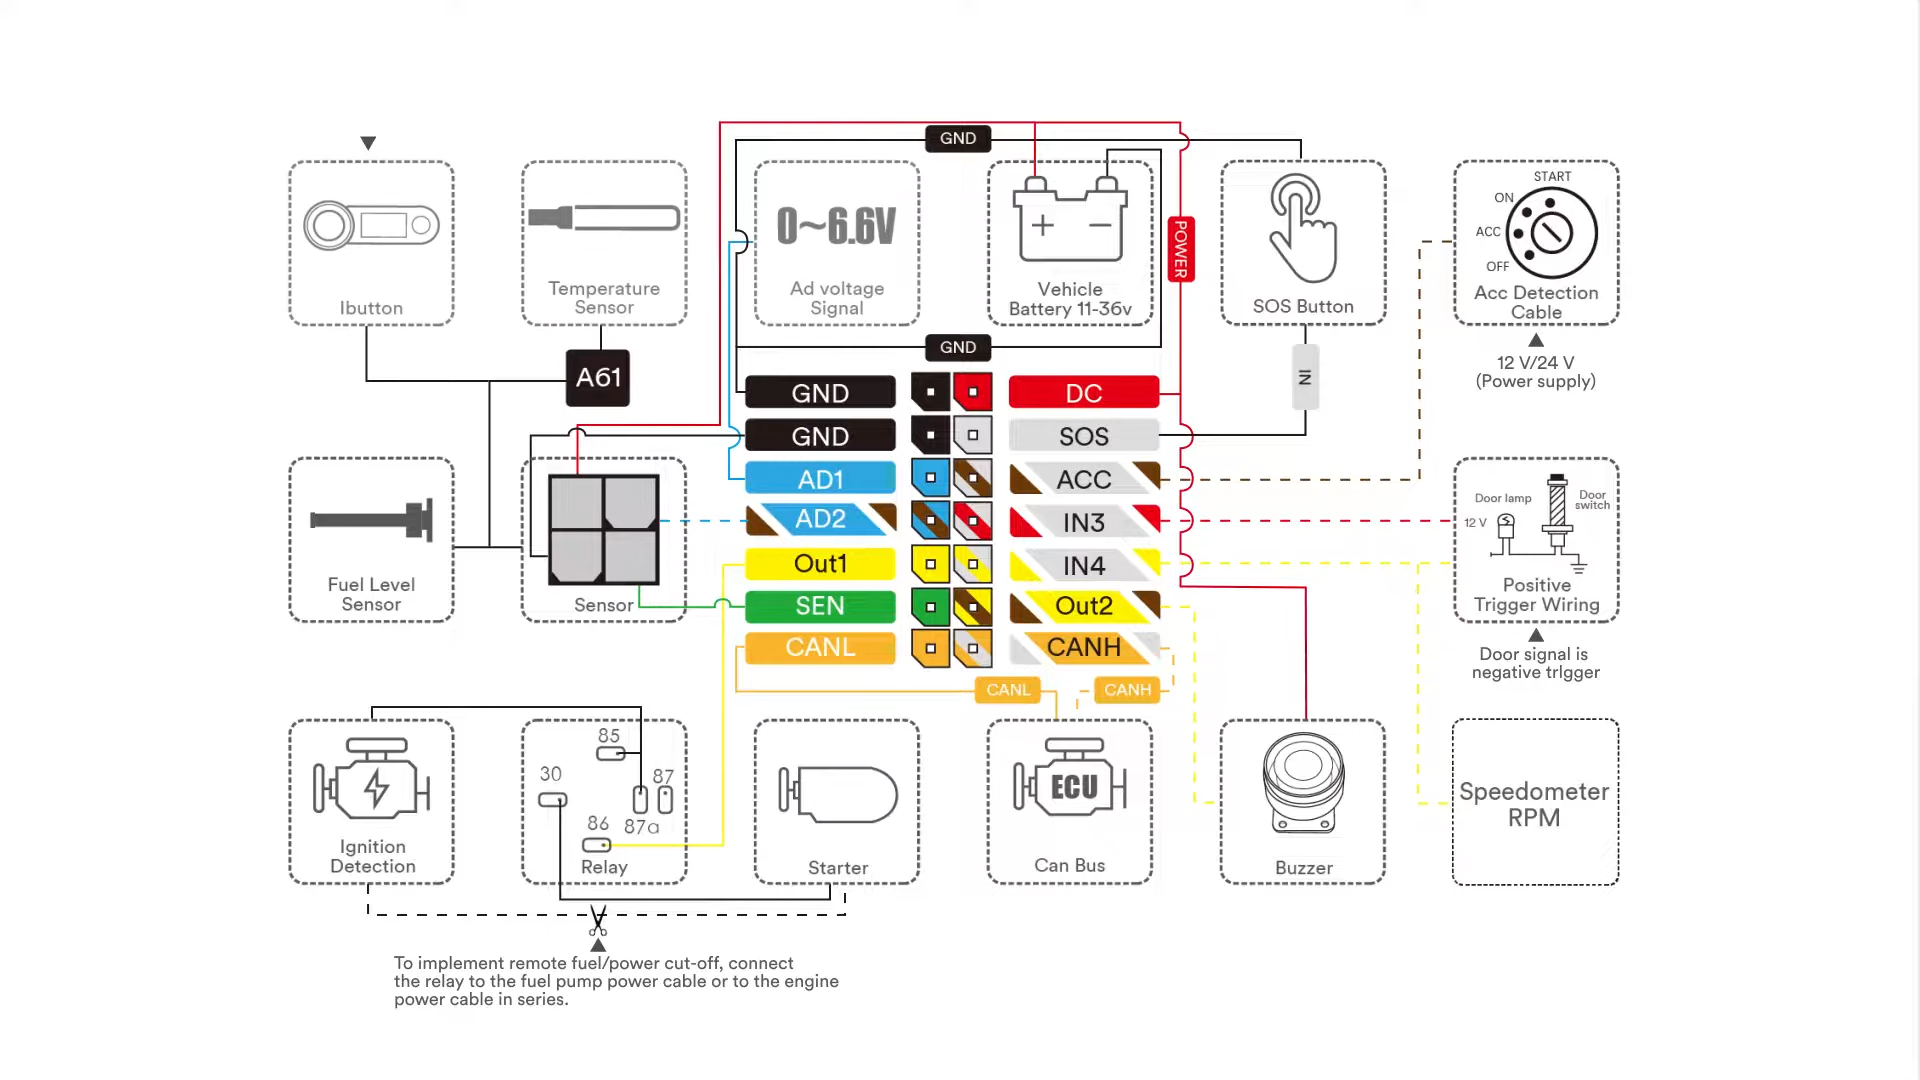 GND
START
ON
ACC
OFF
0~6.6V
+
−
POWER
Ibutton
Temperature
Sensor
Ad voltage
Signal
Vehicle
Battery 11-36v
SOS Button
Acc Detection
Cable
12 V/24 V
(Power supply)
GND
A61
IN
GND
DC
GND
SOS
AD1
ACC
AD2
IN3
Out1
IN4
SEN
Out2
CANL
CANH
CANL
CANH
Fuel Level
Sensor
Sensor
Door lamp
Door
switch
12 V
Positive
Trigger Wiring
Door signal is
negative trlgger
85
30
87
86
87a
ECU
Ignition
Detection
Relay
Starter
Can Bus
Buzzer
Speedometer
RPM
To implement remote fuel/power cut-off, connect
the relay to the fuel pump power cable or to the engine
power cable in series.